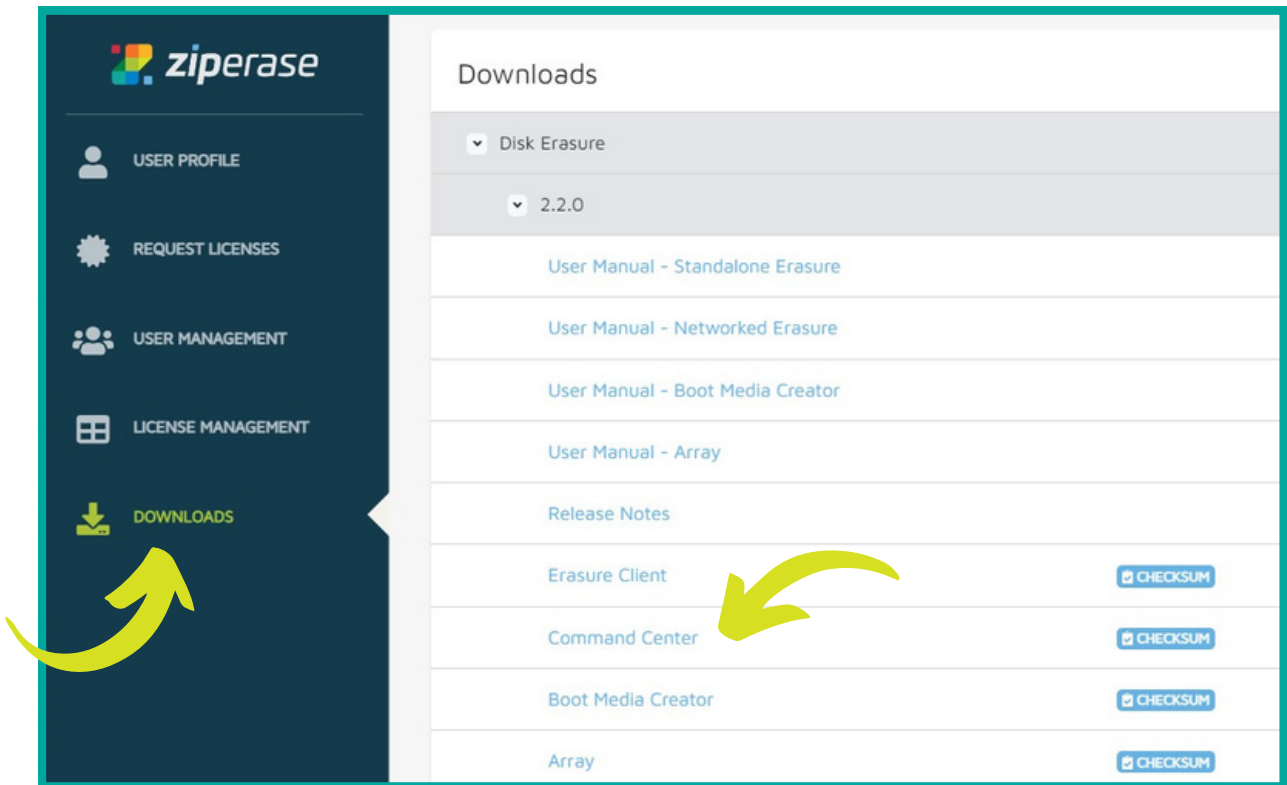 ziperase
USER PROFILE
REQUEST LICENSES
USER MANAGEMENT
LICENSE MANAGEMENT
DOWNLOADS
Downloads
Disk Erasure
2.2.0
User Manual - Standalone Erasure
User Manual - Networked Erasure
User Manual - Boot Media Creator
User Manual - Array
Release Notes
Erasure Client CHECKSUM
Command Center CHECKSUM
Boot Media Creator CHECKSUM
Array CHECKSUM